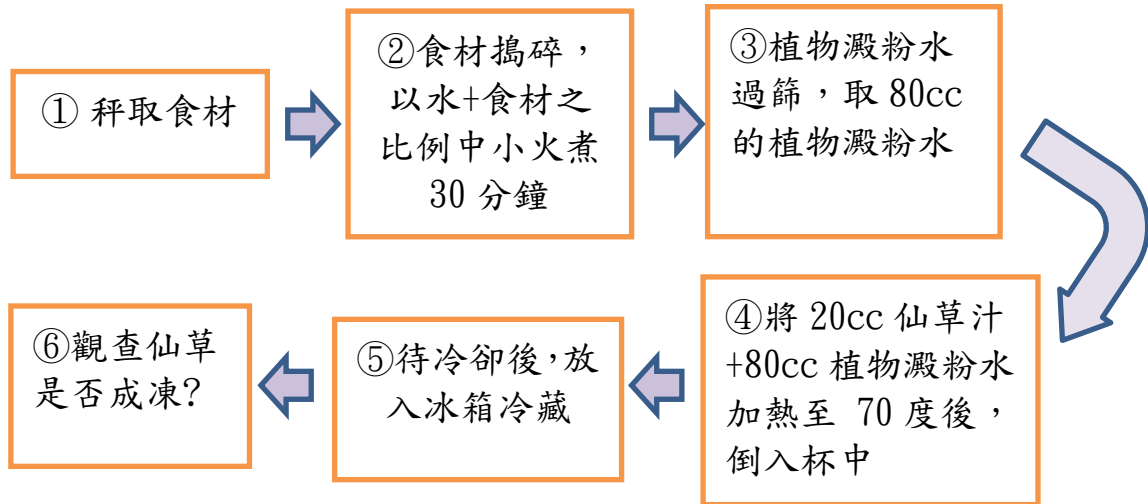 ① 秤取食材
②食材搗碎，
以水+食材之
比例中小火煮
30 分鐘
③植物澱粉水
過篩，取 80cc
的植物澱粉水
④將 20cc 仙草汁
+80cc 植物澱粉水
加熱至 70 度後，
倒入杯中
⑤待冷卻後，放
入冰箱冷藏
⑥觀查仙草
是否成凍?